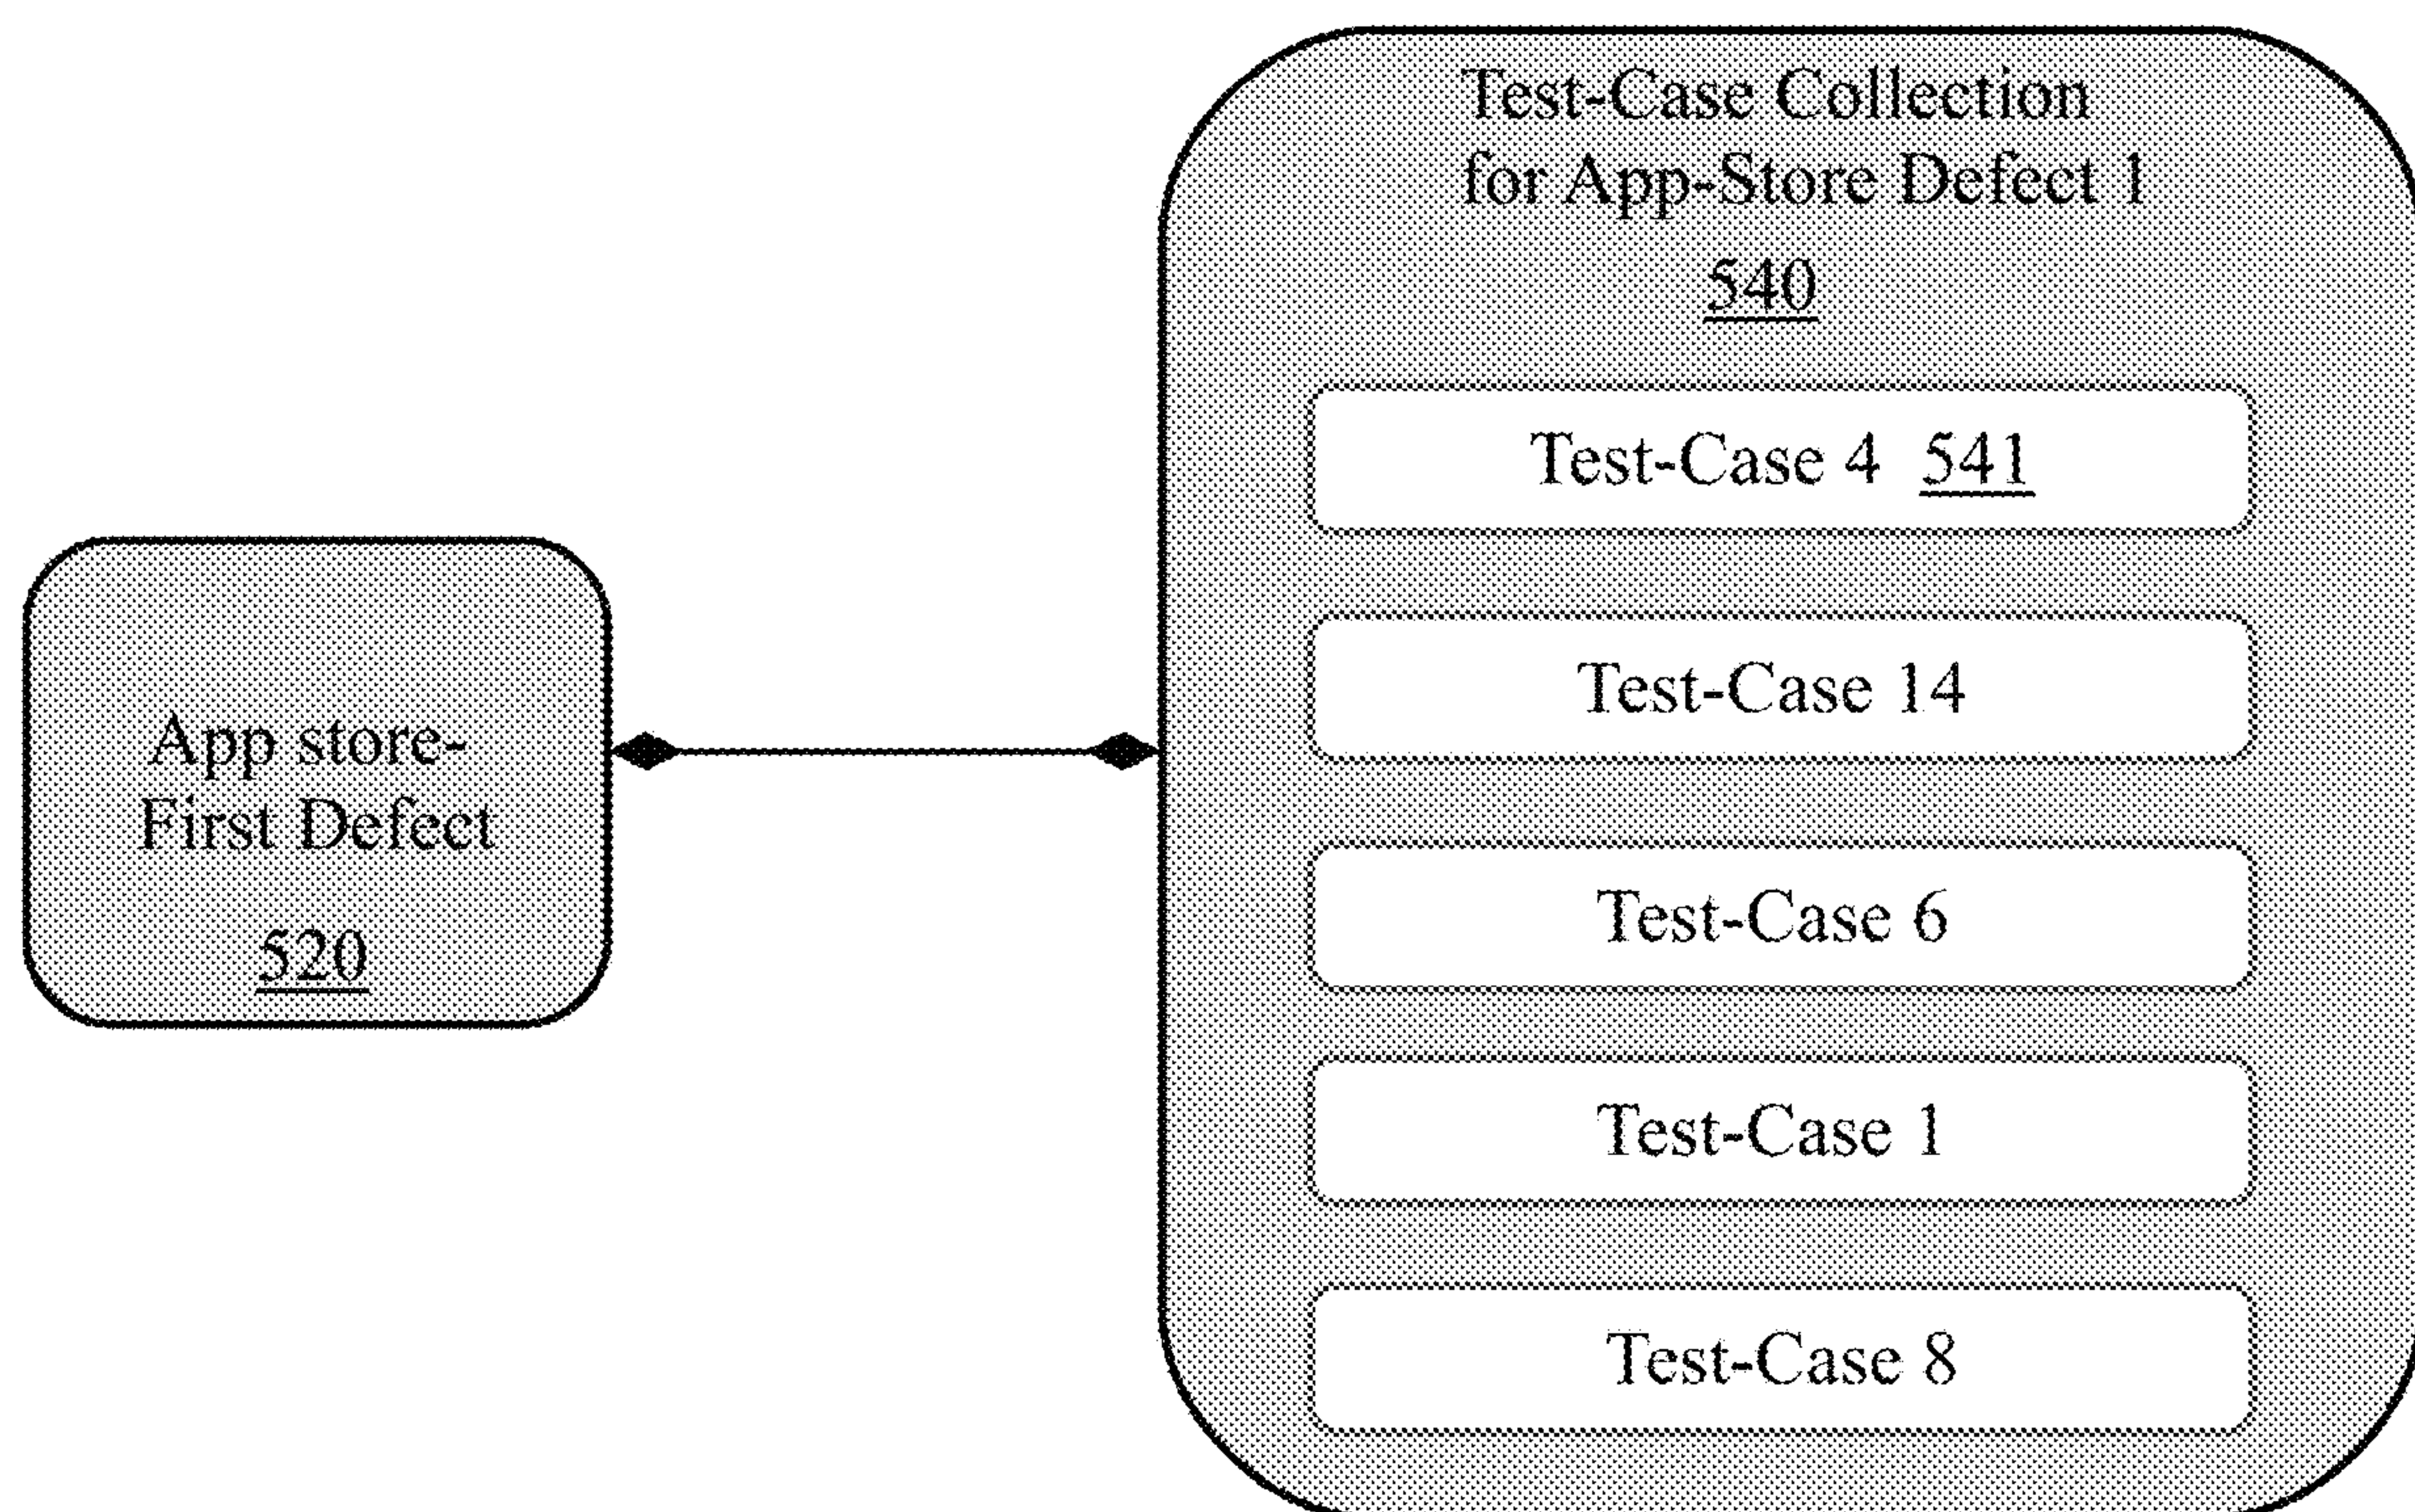 Test-Case Collection
for App-Store Defect 1
540
Test-Case 4 541
Test-Case 14
App store-
First Defect
520
Test-Case 6
Test-Case 1
Test-Case 8